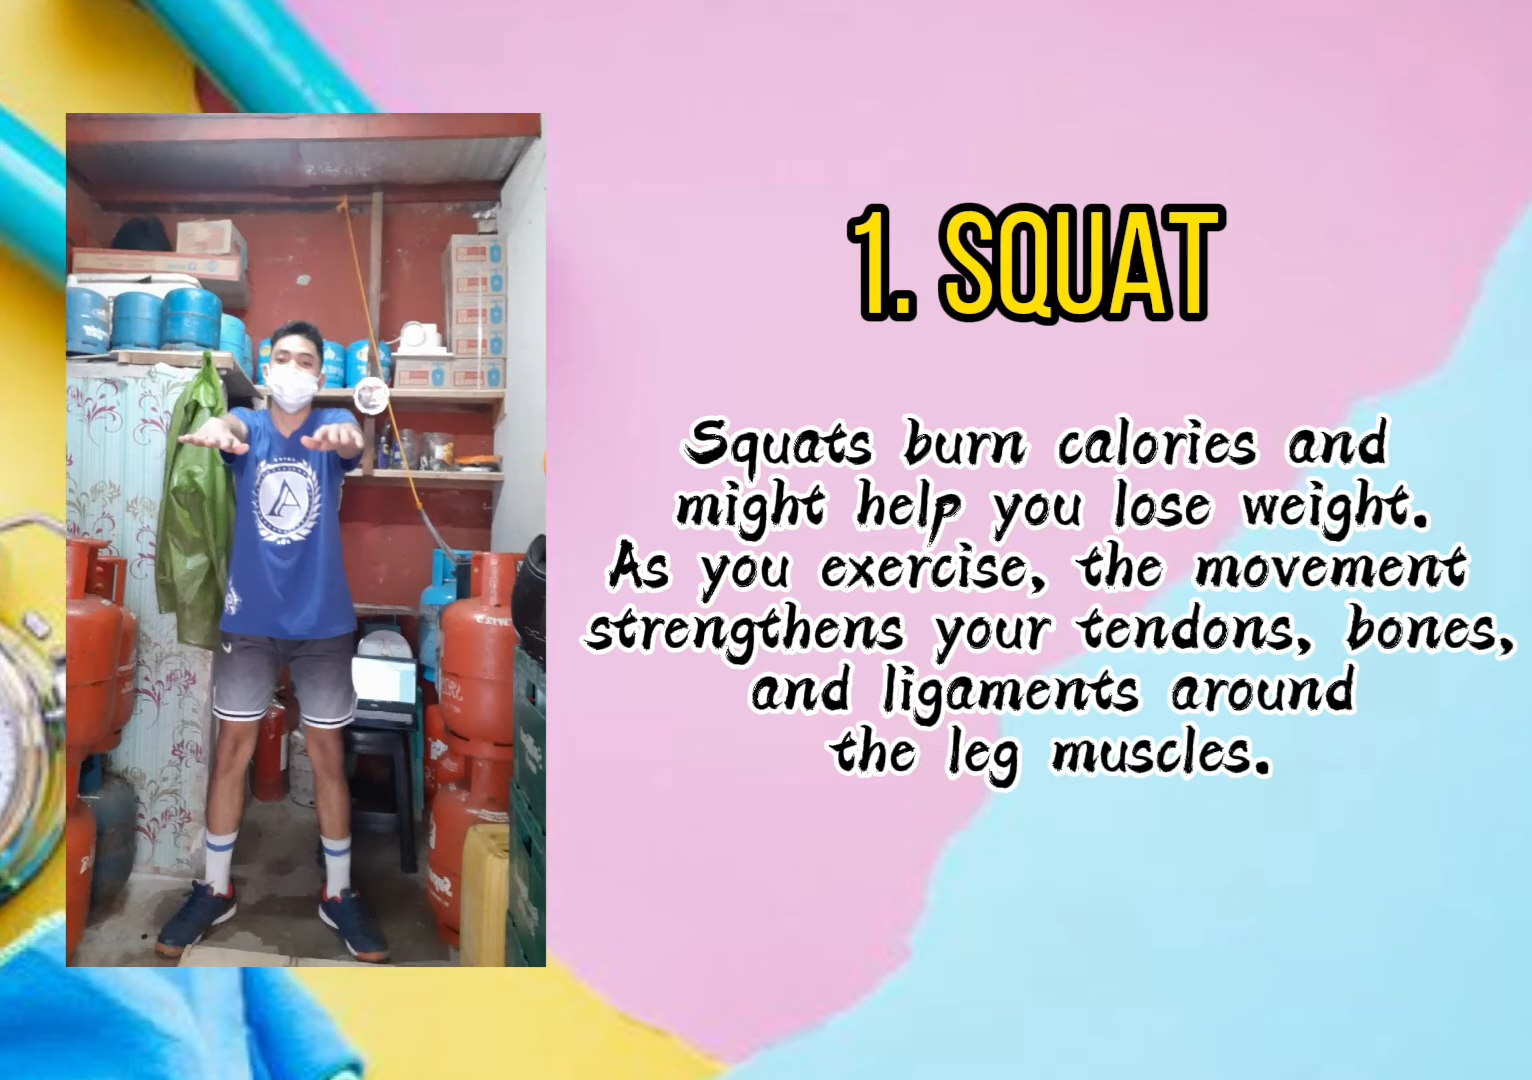 1. SQUAT
Squats burn calories and
might help you lose weight.
As you exercise, the movement
strengthens your tendons, bones,
and ligaments around
the leg muscles.